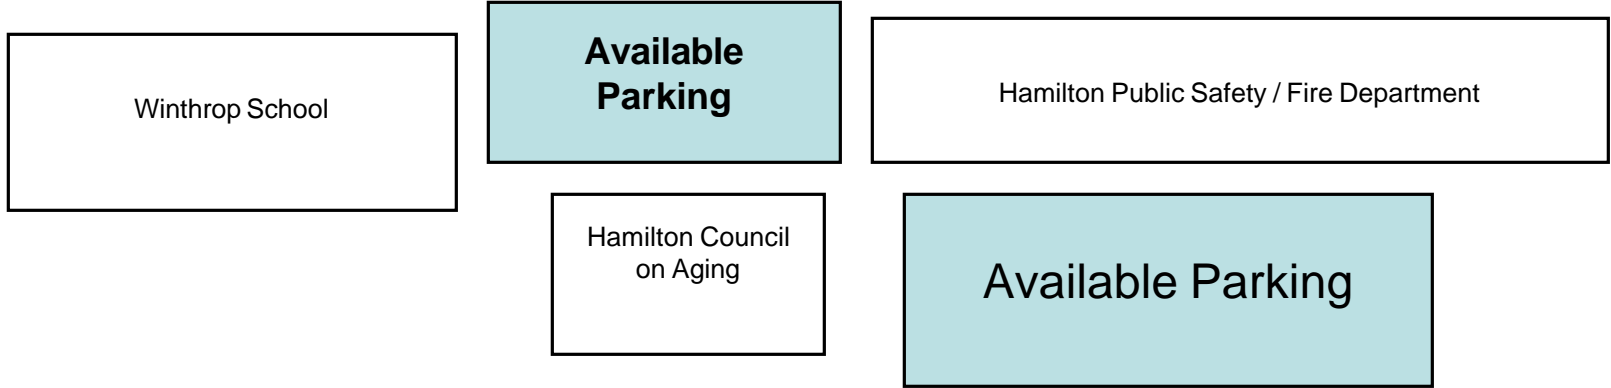 Winthrop School
Available
Parking
Hamilton Public Safety / Fire Department
Hamilton Council
on Aging
Available Parking